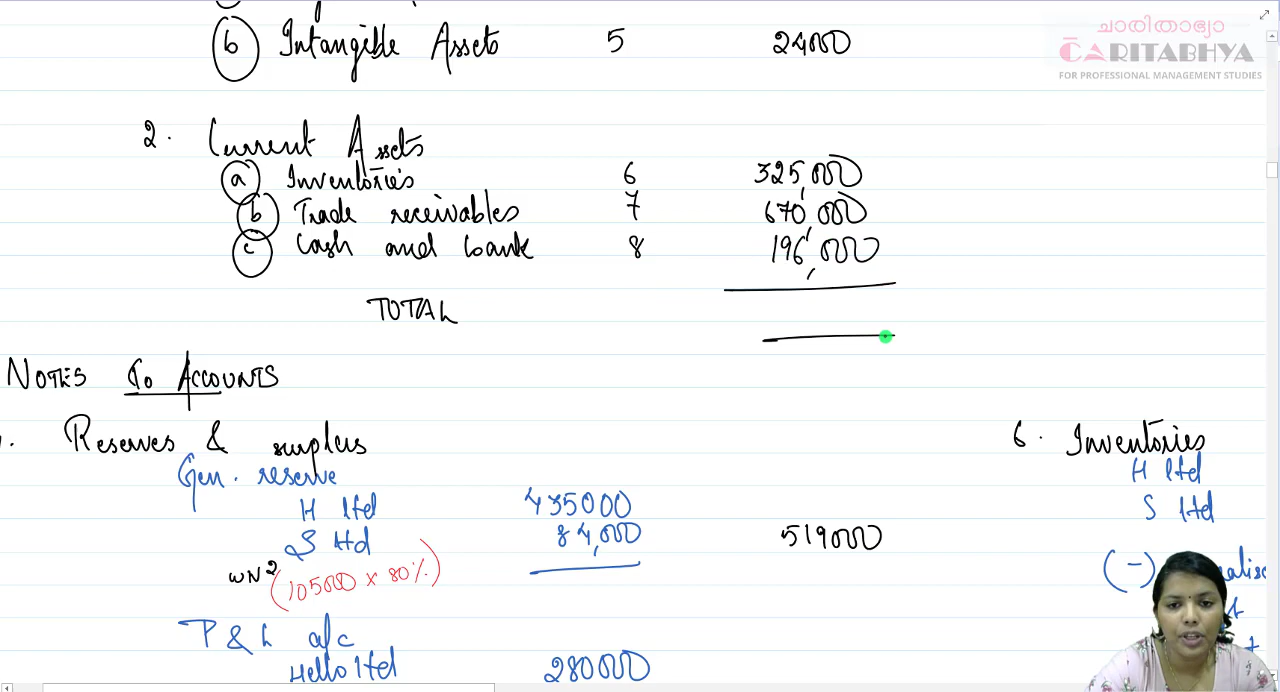 ചാരിതാഭ്യാ
CARITABHYA
FOR PROFESSIONAL MANAGEMENT STUDIES
b Intangible Assets 5 24000
2. Current Assets
a Inventories 6 325,000
b Trade receivables 7 670,000
c Cash and bank 8 196,000
TOTAL
NOTES To ACCOUNTS
Reserves & surplus
Gen. reserve
H ltd 435000
S ltd 84,000 519000
WN2 (105000 x 80%)
P & L a/c
Hello ltd 280000
6. Inventories
H ltd
S ltd
(-)